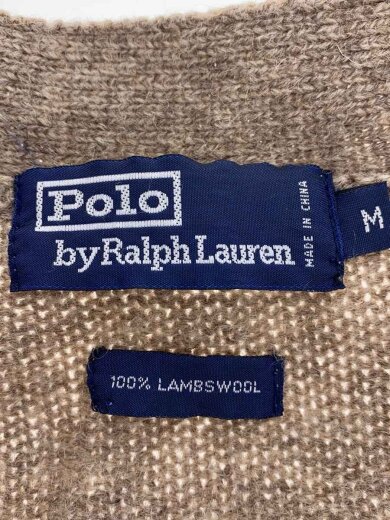 Polo
by Ralph Lauren
MADE IN CHINA
M
100% LAMBSWOOL